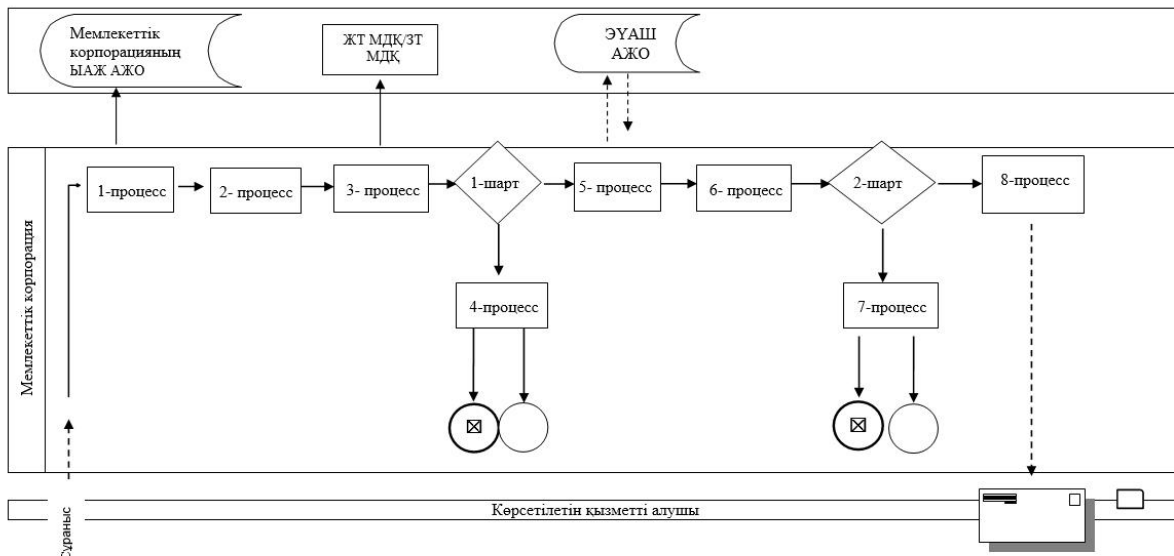 Мемлекеттік
корпорацияның
ЫАЖ АЖО
ЖТ МДҚ/ЗТ
МДҚ
ЭҮАШ
АЖО
Мемлекеттік корпорация
1-процесс
2- процесс
3- процесс
1-шарт
5- процесс
6- процесс
2-шарт
8-процесс
4-процесс
7-процесс
Сұраныс
Көрсетілетін қызметті алушы